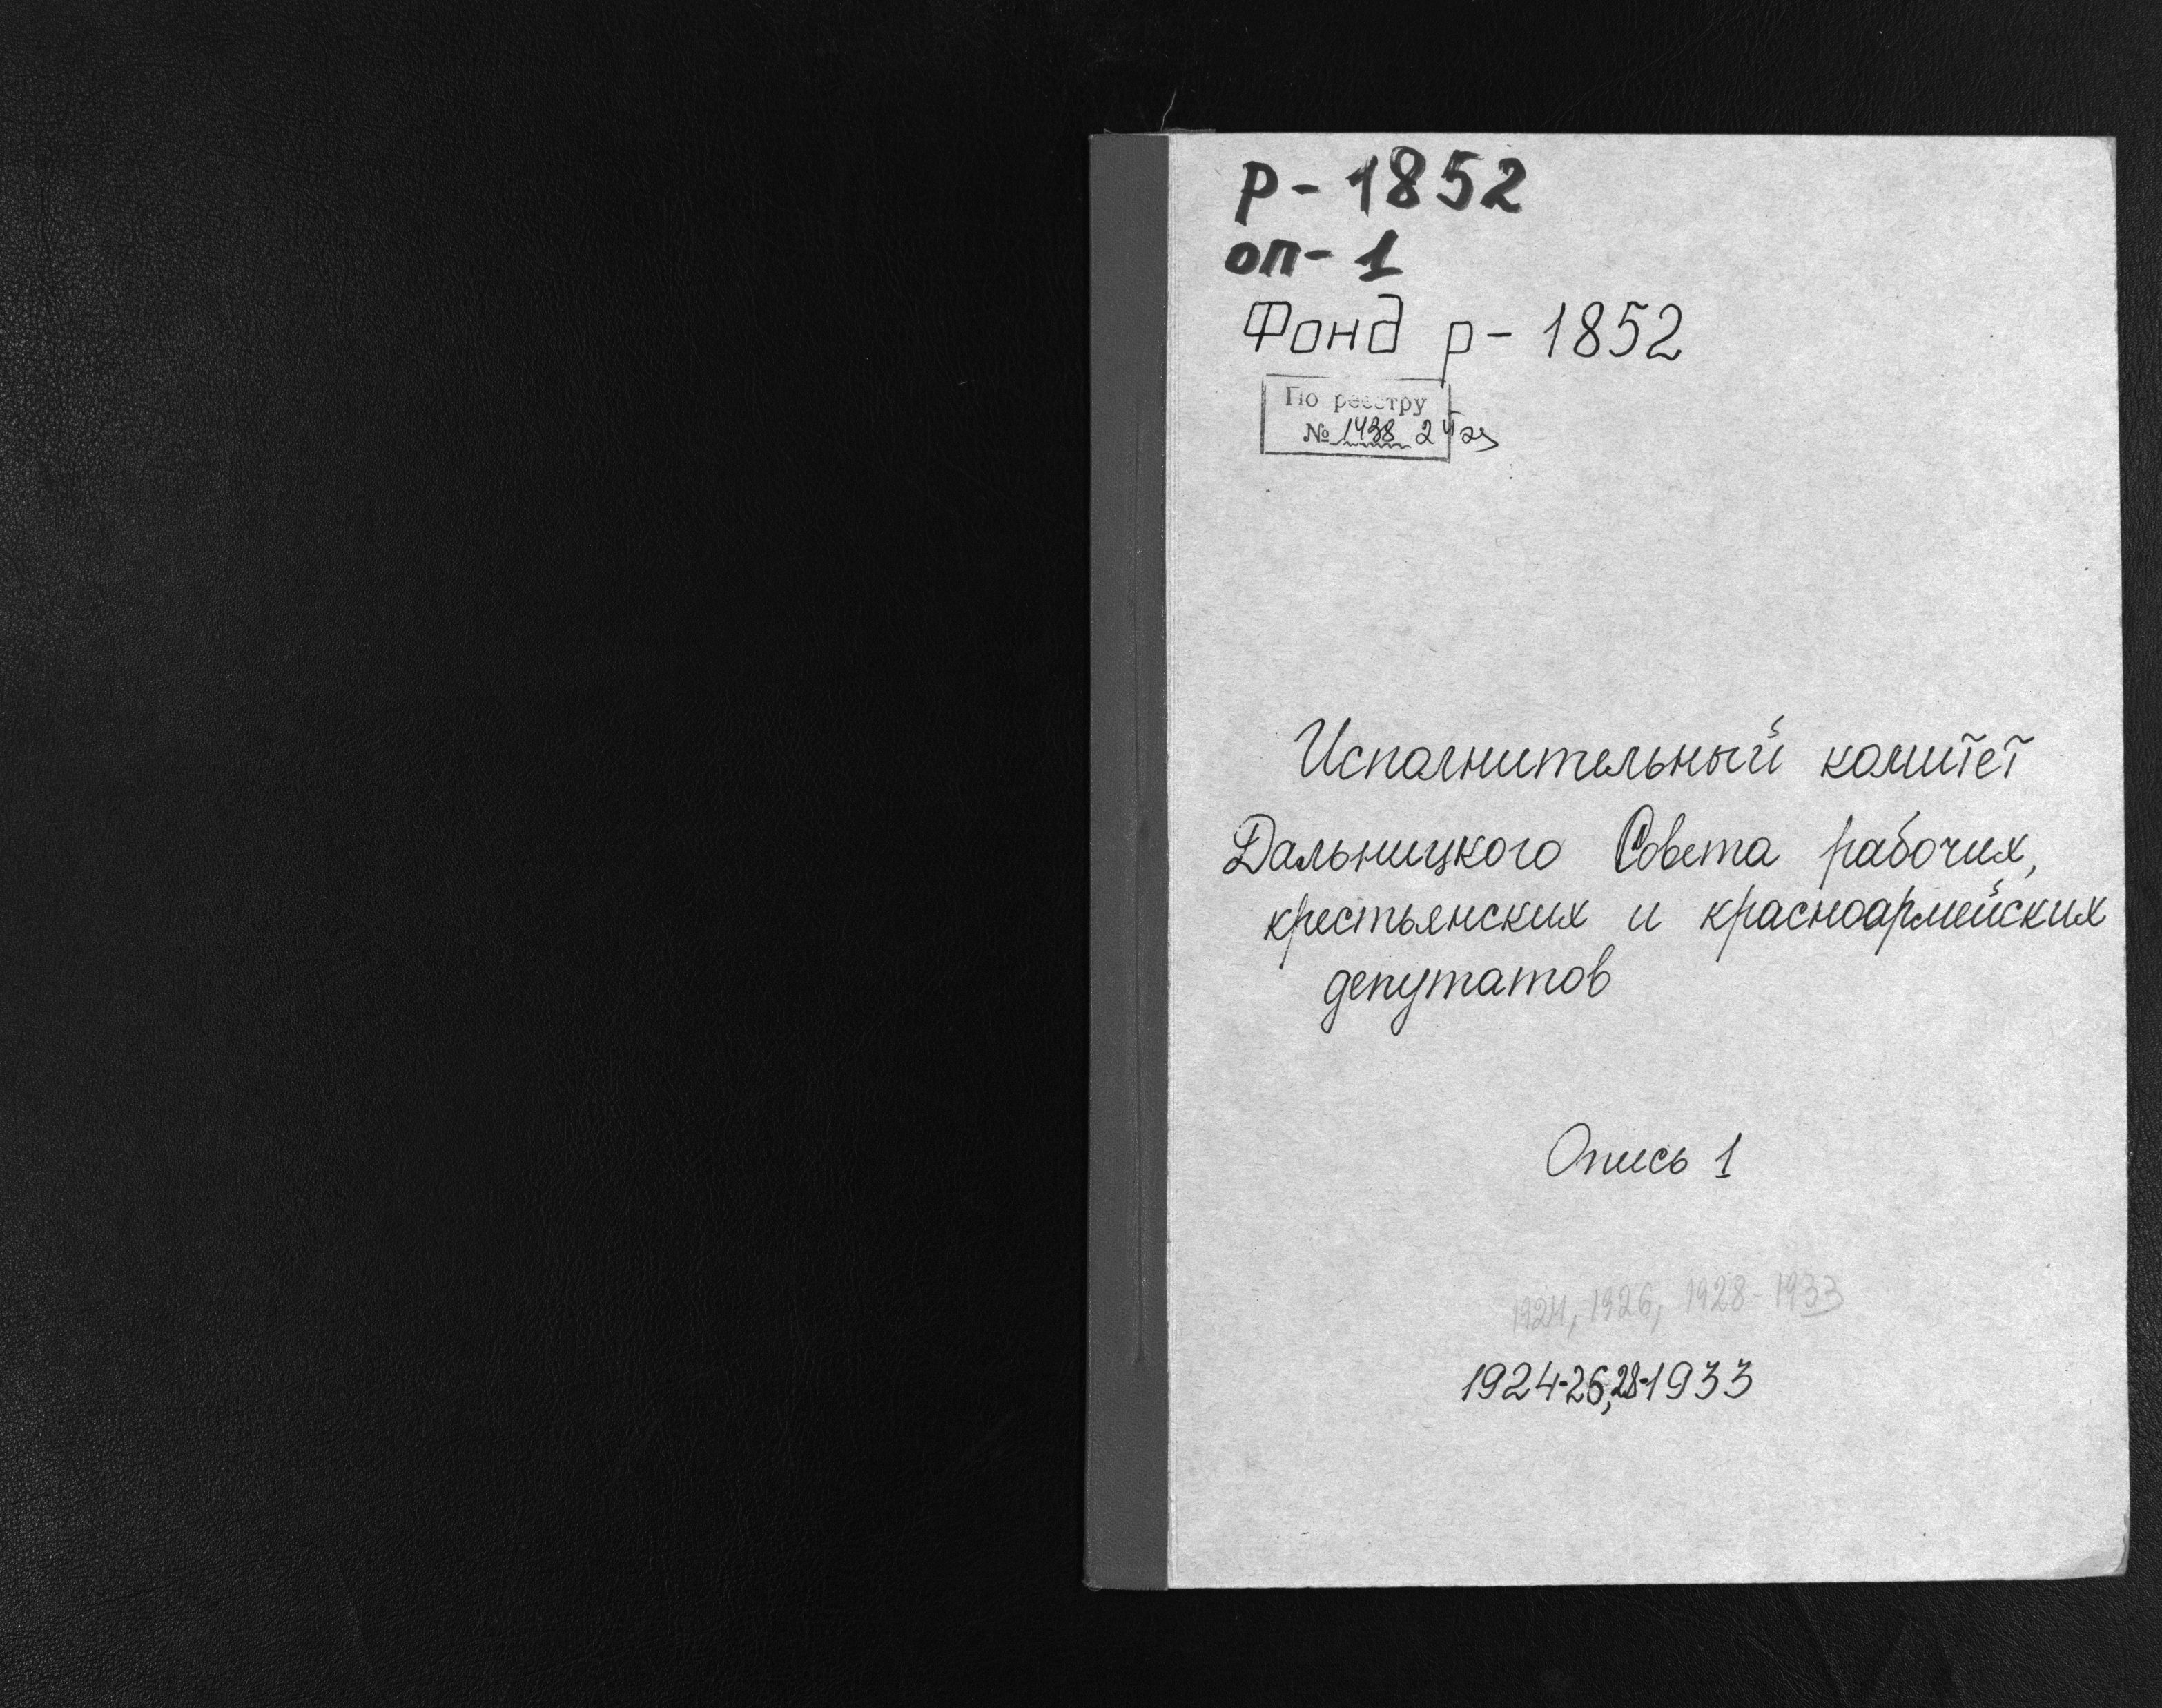 р-1852
оп-1
Фонд р-1852
По реестру
№ 1438 2
Исполнительный комитет
Дальницкого Совета рабочих,
крестьянских и красноармейских
депутатов
Опись 1
1924, 1926, 1928-1933
1924-26,28-1933